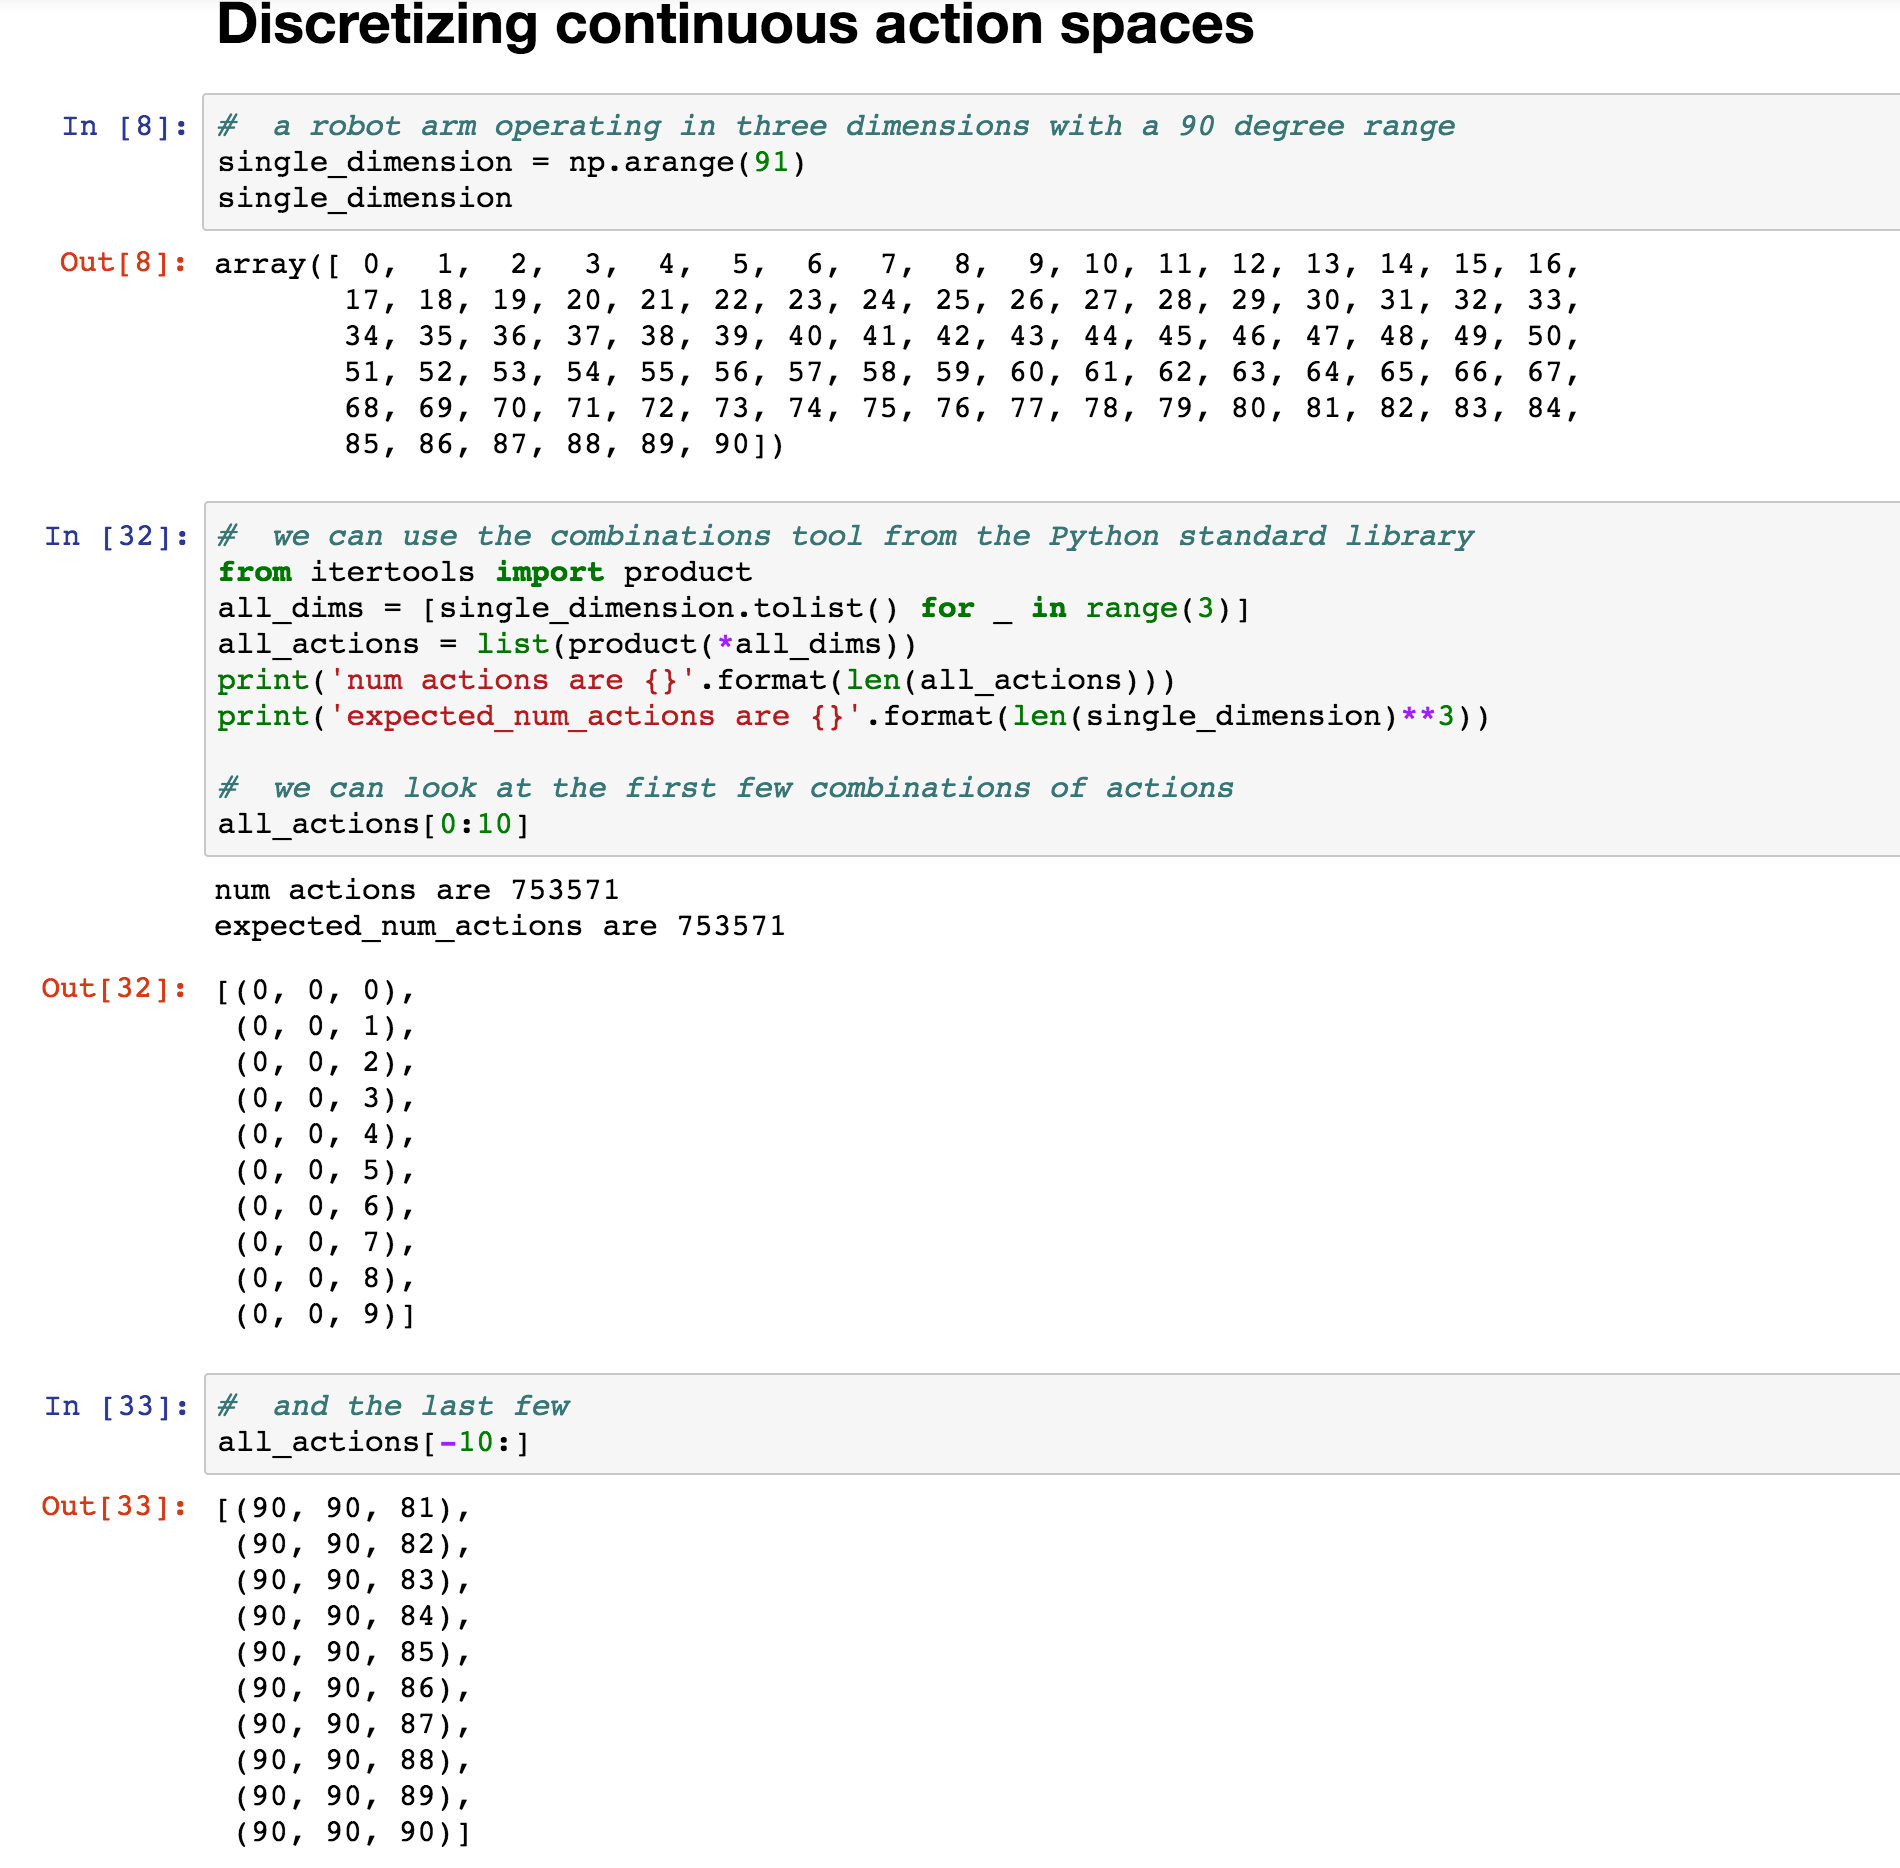 Discretizing continuous action spaces
In [8]: #  a robot arm operating in three dimensions with a 90 degree range
single_dimension = np.arange(91)
single_dimension
Out[8]: array([ 0,  1,  2,  3,  4,  5,  6,  7,  8,  9, 10, 11, 12, 13, 14, 15, 16,
       17, 18, 19, 20, 21, 22, 23, 24, 25, 26, 27, 28, 29, 30, 31, 32, 33,
       34, 35, 36, 37, 38, 39, 40, 41, 42, 43, 44, 45, 46, 47, 48, 49, 50,
       51, 52, 53, 54, 55, 56, 57, 58, 59, 60, 61, 62, 63, 64, 65, 66, 67,
       68, 69, 70, 71, 72, 73, 74, 75, 76, 77, 78, 79, 80, 81, 82, 83, 84,
       85, 86, 87, 88, 89, 90])
In [32]: #  we can use the combinations tool from the Python standard library
from itertools import product
all_dims = [single_dimension.tolist() for _ in range(3)]
all_actions = list(product(*all_dims))
print('num actions are {}'.format(len(all_actions)))
print('expected_num_actions are {}'.format(len(single_dimension)**3))
#  we can look at the first few combinations of actions
all_actions[0:10]
num actions are 753571
expected_num_actions are 753571
Out[32]: [(0, 0, 0),
 (0, 0, 1),
 (0, 0, 2),
 (0, 0, 3),
 (0, 0, 4),
 (0, 0, 5),
 (0, 0, 6),
 (0, 0, 7),
 (0, 0, 8),
 (0, 0, 9)]
In [33]: #  and the last few
all_actions[-10:]
Out[33]: [(90, 90, 81),
 (90, 90, 82),
 (90, 90, 83),
 (90, 90, 84),
 (90, 90, 85),
 (90, 90, 86),
 (90, 90, 87),
 (90, 90, 88),
 (90, 90, 89),
 (90, 90, 90)]